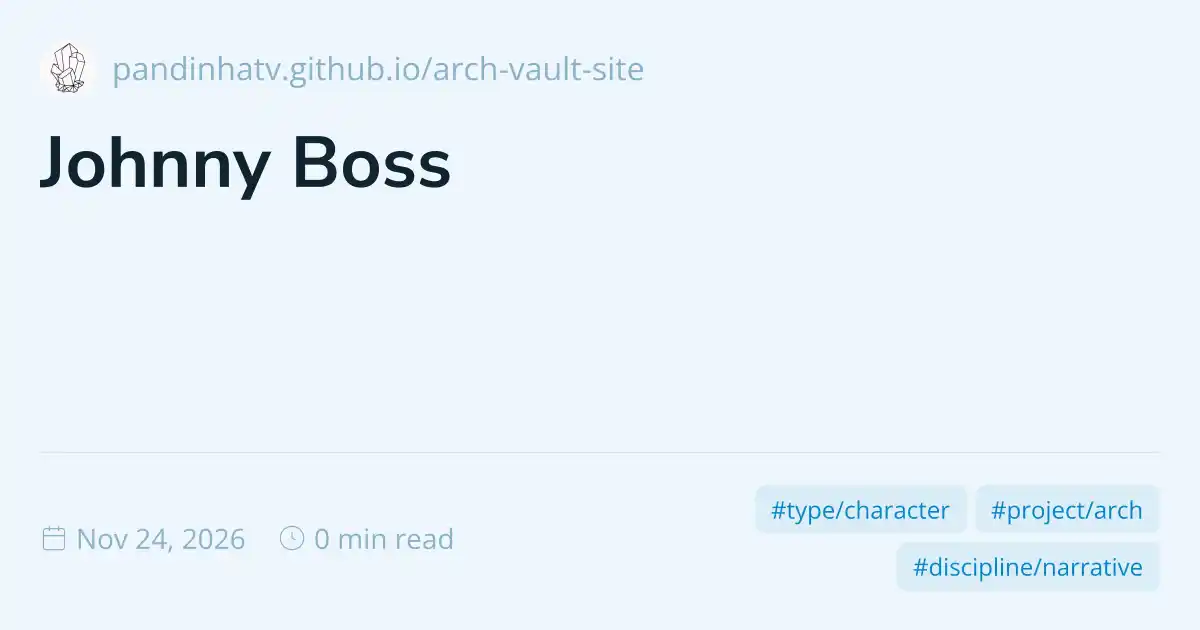 pandinhatv.github.io/arch-vault-site
Johnny Boss
Nov 24, 2026 0 min read
#type/character #project/arch
#discipline/narrative